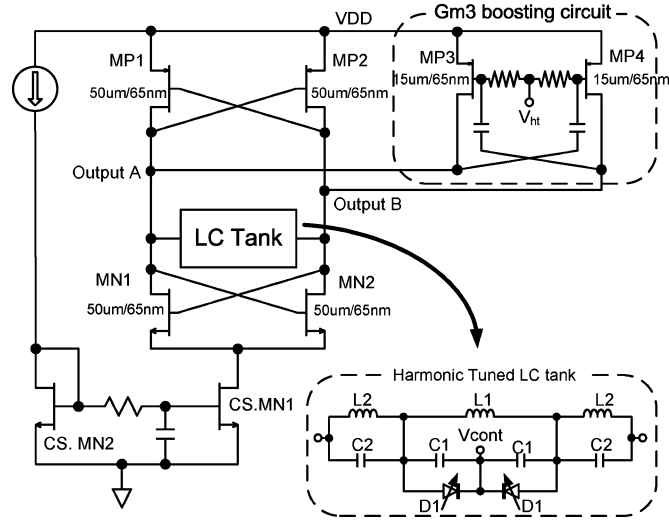 Gm3 boosting circuit
VDD
MP1
MP2
MP3
MP4
50um/65nm
50um/65nm
15um/65nm
15um/65nm
Vht
Output A
Output B
LC Tank
MN1
MN2
50um/65nm
50um/65nm
CS.MN1
CS. MN2
Harmonic Tuned LC tank
L2
L1
L2
Vcont
C2
C1
C1
C2
D1
D1